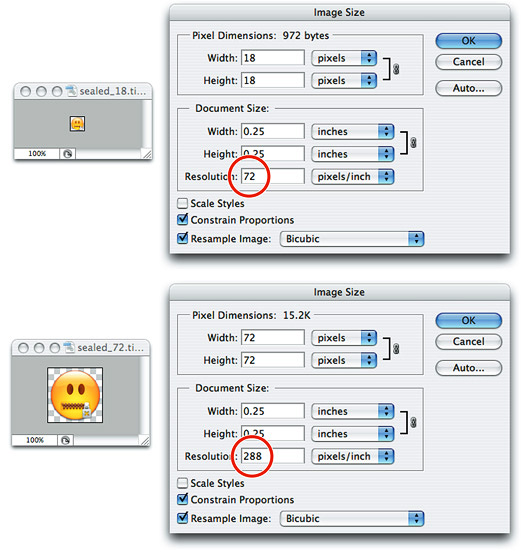 Image Size
Pixel Dimensions: 972 bytes
OK
Width: 18 pixels
Cancel
Height: 18 pixels
Auto...
sealed_18.ti...
Document Size:
Width: 0.25 inches
100%
Height: 0.25 inches
Resolution: 72 pixels/inch
Scale Styles
Constrain Proportions
Resample Image: Bicubic
Image Size
Pixel Dimensions: 15.2K
OK
Width: 72 pixels
Cancel
Height: 72 pixels
sealed_72.ti...
Auto...
Document Size:
Width: 0.25 inches
Height: 0.25 inches
100%
Resolution: 288 pixels/inch
Scale Styles
Constrain Proportions
Resample Image: Bicubic